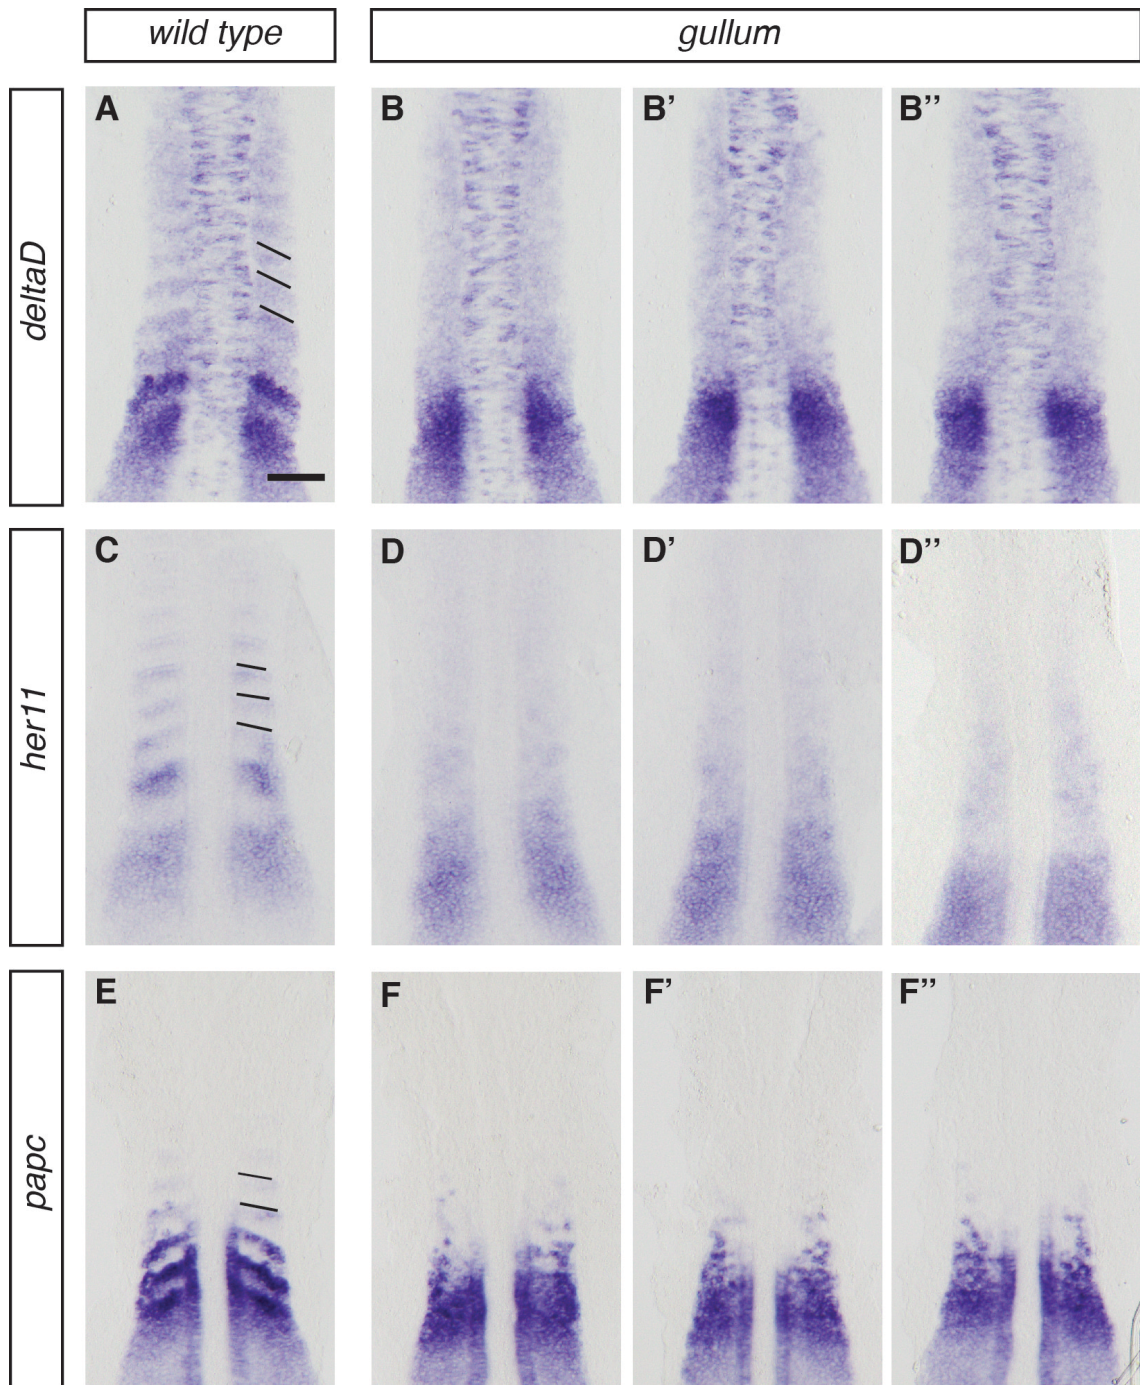 wild type
gullum
deltaD
A
B
B’
B”
her11
C
D
D’
D”
papc
E
F
F’
F”